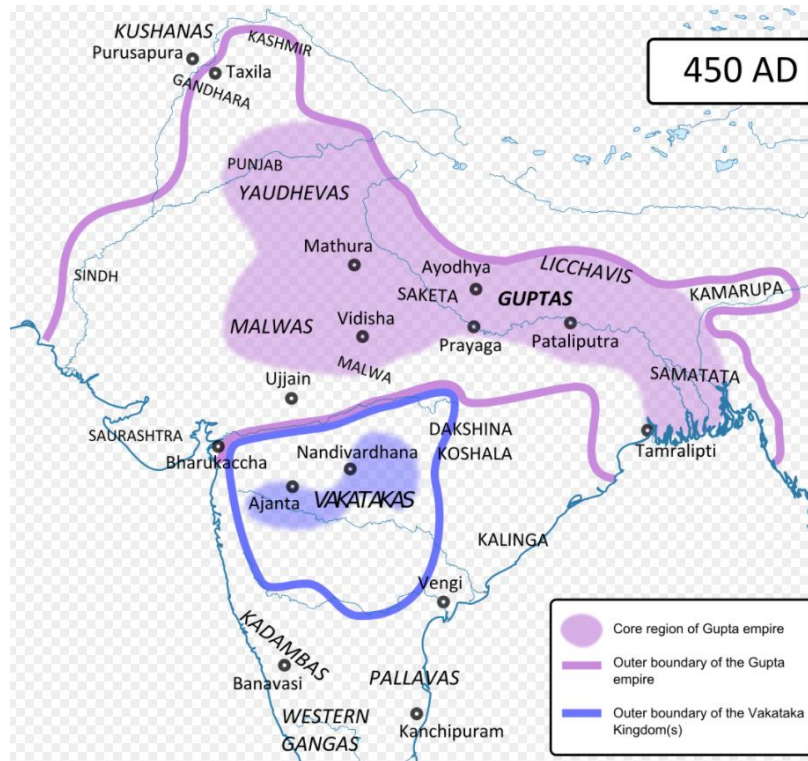 KUSHANAS
KASHMIR
Purusapura
Taxila
GANDHARA
450 AD
PUNJAB
YAUDHEVAS
Mathura
SINDH
Ayodhya
LICCHAVIS
SAKETA
GUPTAS
KAMARUPA
MALWAS
Vidisha
Prayaga
Pataliputra
MALWA
SAMATATA
Ujjain
SAURASHTRA
Bharukaccha
DAKSHINA
KOSHALA
Tamralipti
Nandivardhana
Ajanta
VAKATAKAS
KALINGA
Vengi
KADAMBAS
Banavasi
PALLAVAS
WESTERN
GANGAS
Kanchipuram
Core region of Gupta empire
Outer boundary of the Gupta
empire
Outer boundary of the Vakataka
Kingdom(s)